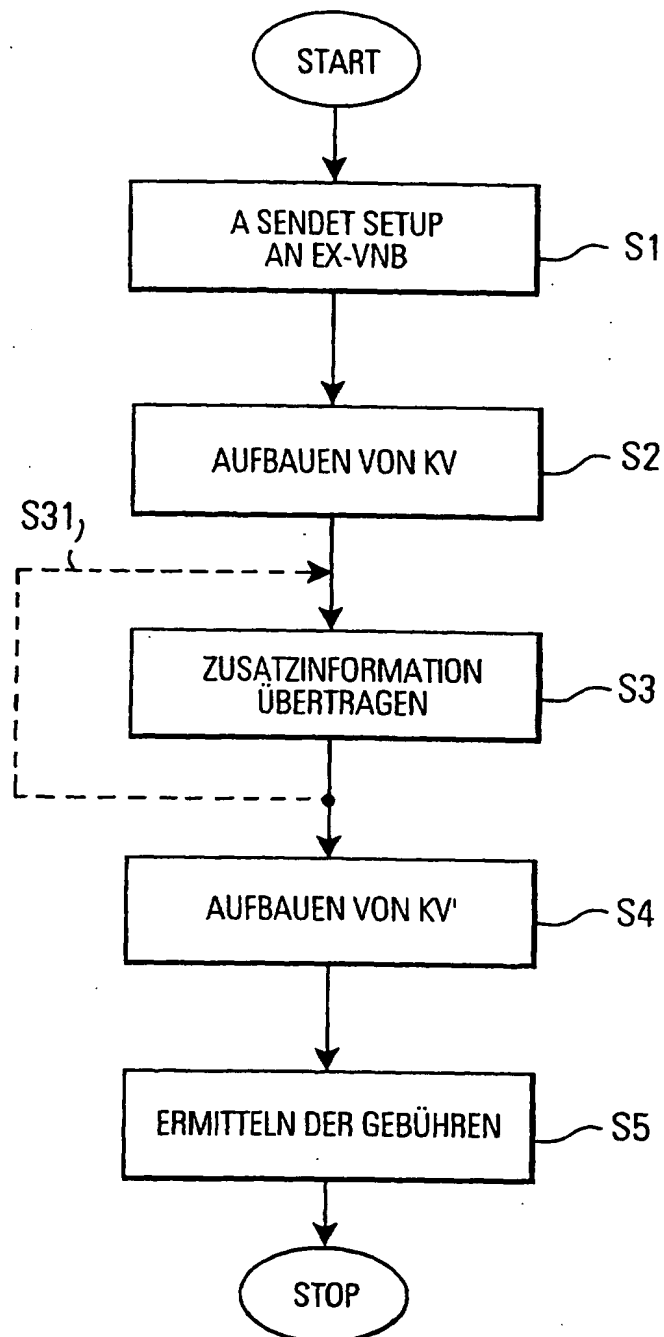 START
A SENDET SETUP
AN EX-VNB
S1
AUFBAUEN VON KV
S2
S31
ZUSATZINFORMATION
ÜBERTRAGEN
S3
AUFBAUEN VON KV'
S4
ERMITTELN DER GEBÜHREN
S5
STOP